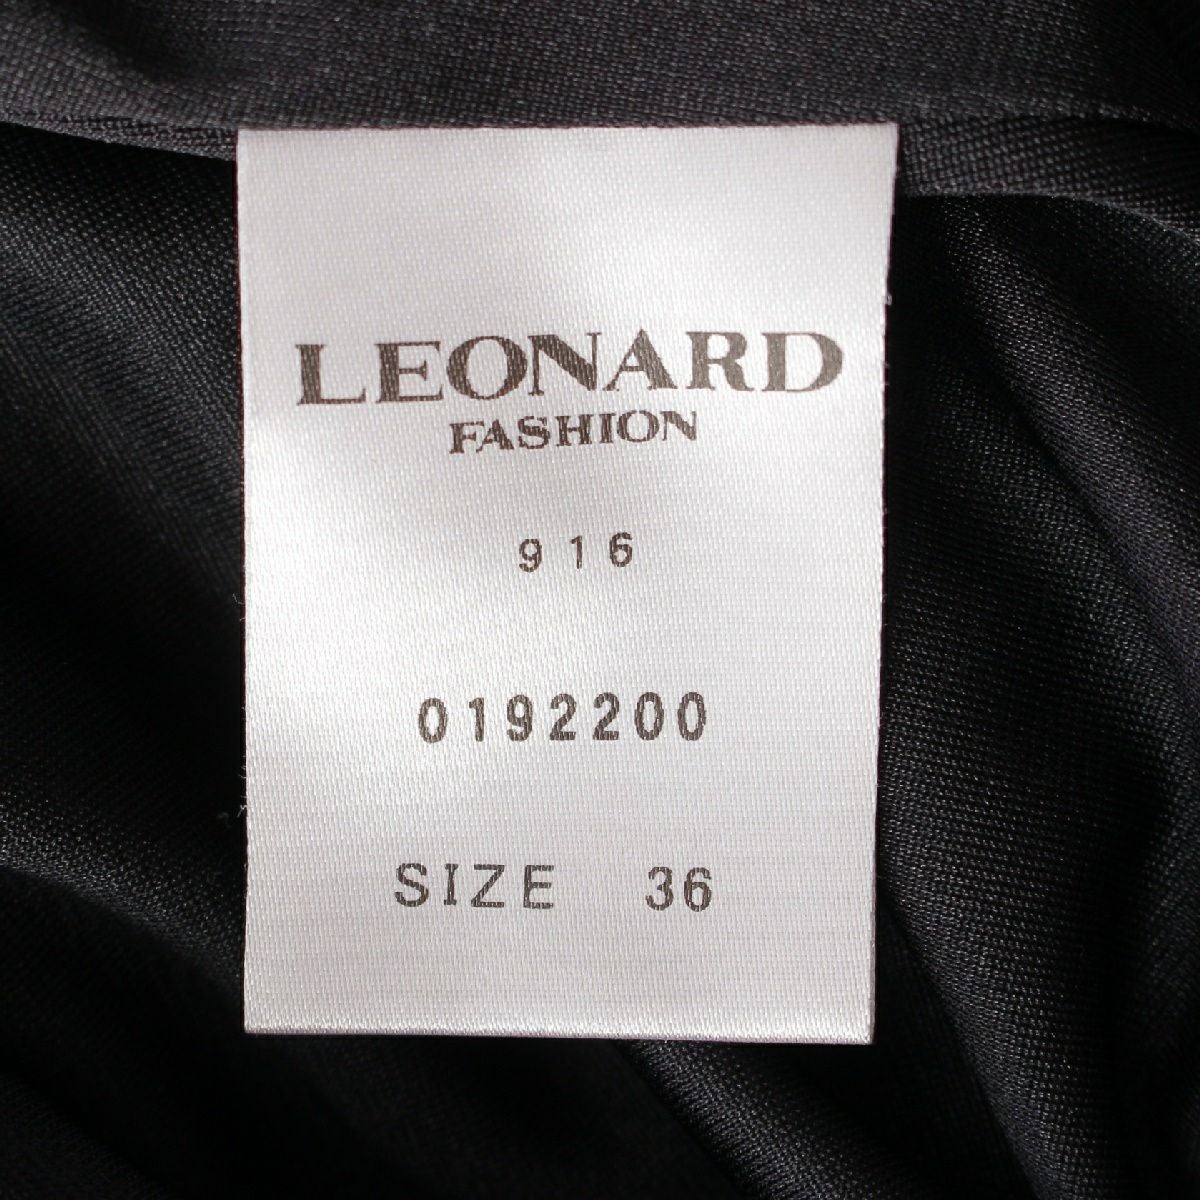 LEONARD
FASHION
916
0192200
SIZE 36